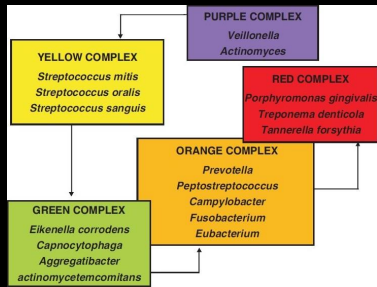 PURPLE COMPLEX
Veillonella
Actinomyces
YELLOW COMPLEX
Streptococcus mitis
Streptococcus oralis
Streptococcus sanguis
RED COMPLEX
Porphyromonas gingivalis
Treponema denticola
Tannerella forsythia
ORANGE COMPLEX
Prevotella
Peptostreptococcus
Campylobacter
Fusobacterium
Eubacterium
GREEN COMPLEX
Eikenella corrodens
Capnocytophaga
Aggregatibacter
actinomycetemcomitans